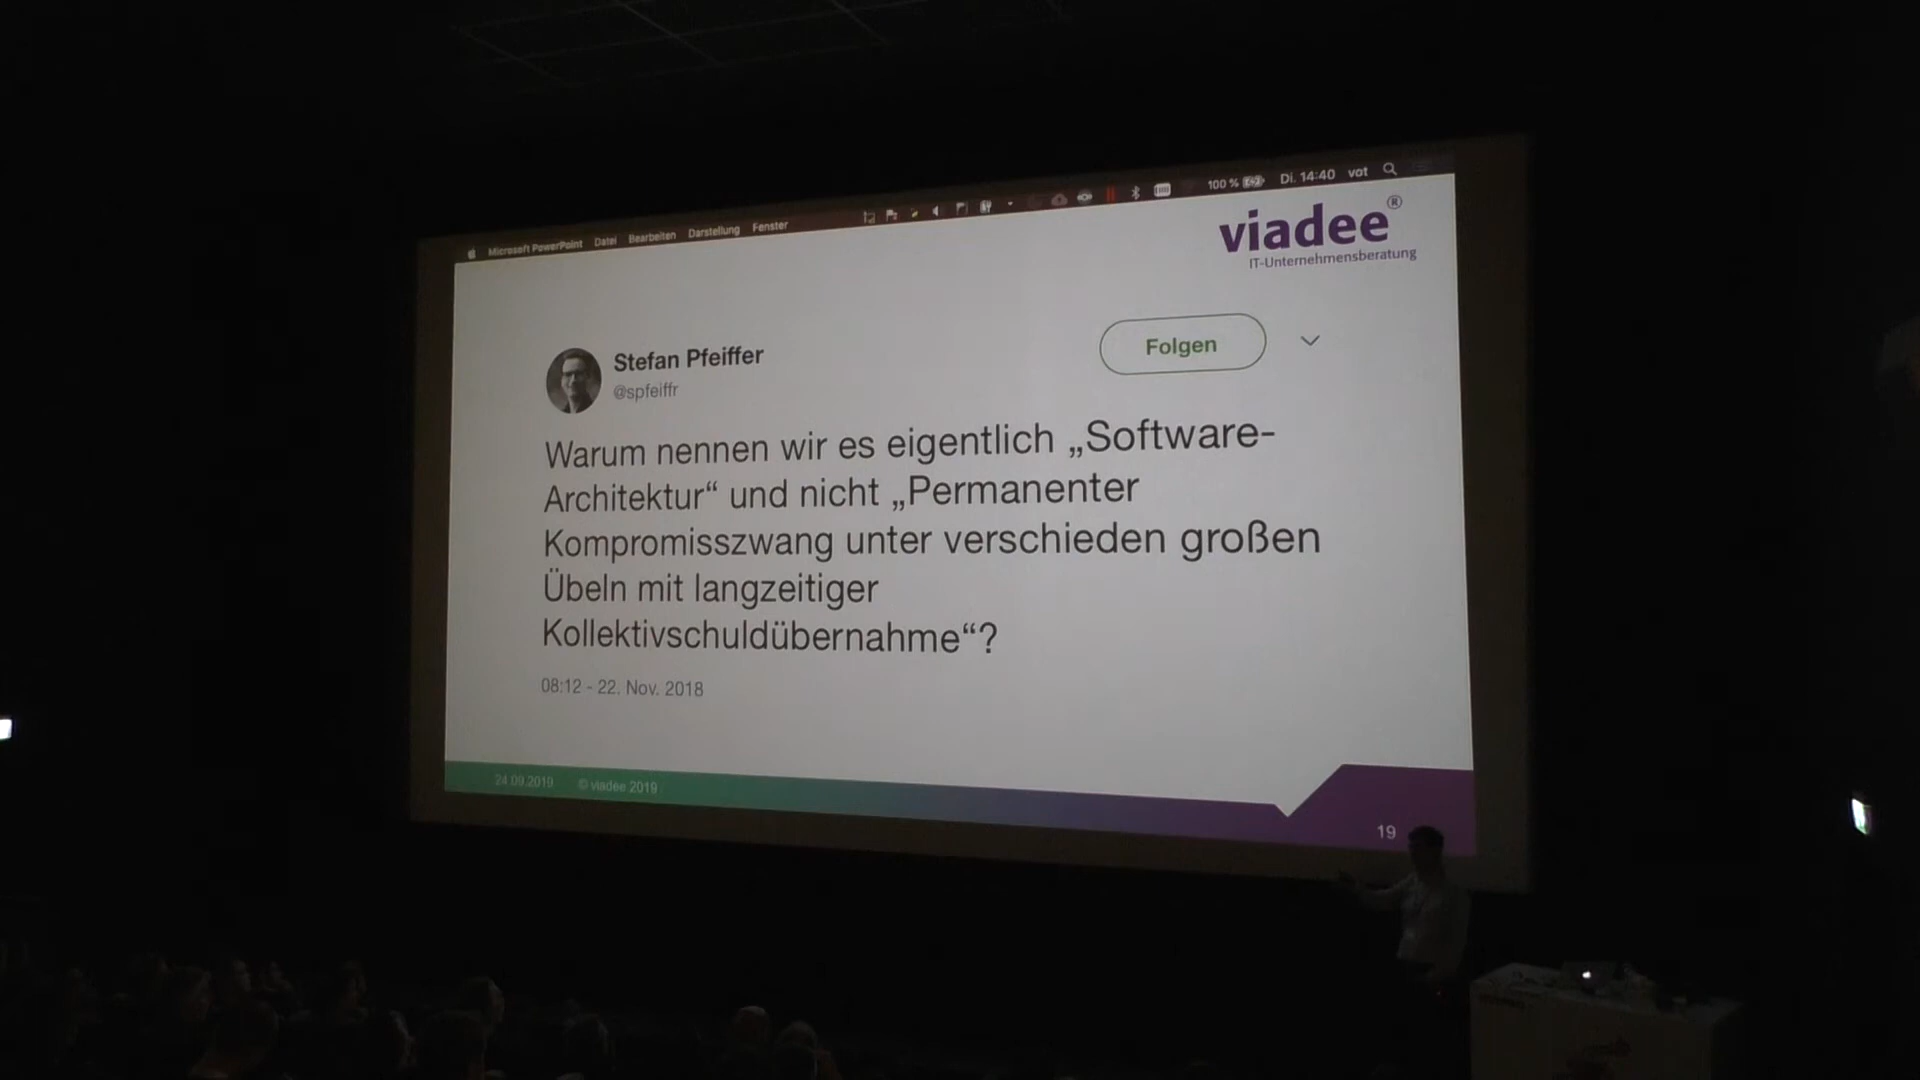 Microsoft PowerPoint Datei Bearbeiten Darstellung Fenster 100 % Di. 14:40 vat
viadee®
IT-Unternehmensberatung
Stefan Pfeiffer
@spfeiffr
Folgen
Warum nennen wir es eigentlich „Software-
Architektur“ und nicht „Permanenter
Kompromisszwang unter verschieden großen
Übeln mit langzeitiger
Kollektivschuldübernahme“?
08:12 - 22. Nov. 2018
24.09.2019 © viadee 2019
19